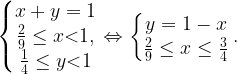 { x + y = 1
2/9 ≤ x<1,
1/4 ≤ y<1
⇔ { y = 1 − x
2/9 ≤ x ≤ 3/4 .